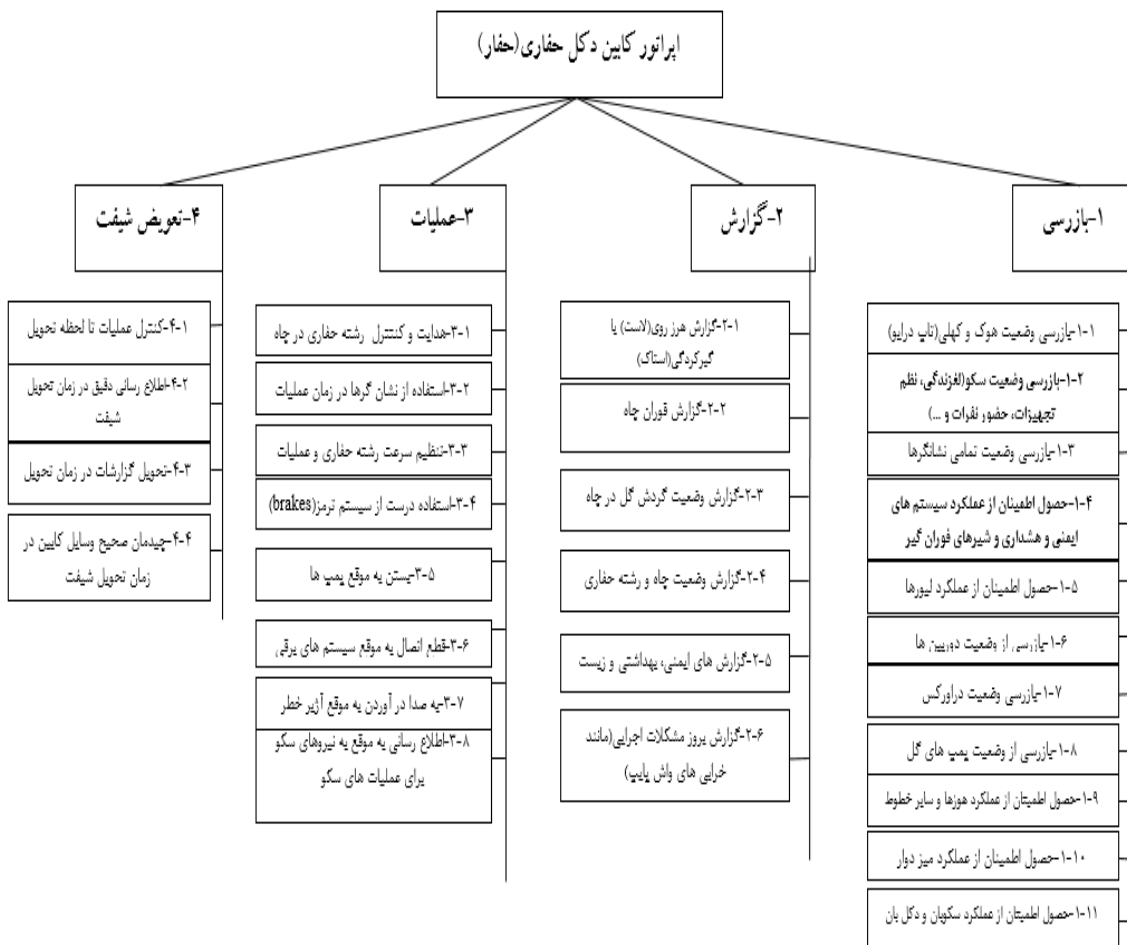 اپراتور کابین دکل حفاری(حفار)
۱-بازرسی
۲-گزارش
۳-عملیات
۴-تعویض شیفت
۱-۱-بازرسی وضعیت هوک و کهلی(تاپ درایو)
۱-۲-بازرسی وضعیت سکو(لغزندگی، نظم
تجهیزات، حضور نفرات و ...)
۱-۳-بازرسی وضعیت تمامی نشانگرها
۱-۴-حصول اطمینان از عملکرد سیستم های
ایمنی و هشداری و شیرهای فوران گیر
۱-۵-حصول اطمینان از عملکرد لیورها
۱-۶-بازرسی از وضعیت دوربین ها
۱-۷-بازرسی وضعیت دراورکس
۱-۸-بازرسی از وضعیت پمپ های گل
۱-۹-حصول اطمینان از عملکرد هوزها و سایر خطوط
۱-۱۰-حصول اطمینان از عملکرد میز دوار
۱-۱۱-حصول اطمینان از عملکرد سکوبان و دکل بان
۲-۱-گزارش هرز روی(لاست) یا
گیرکردگی(استاک)
۲-۲-گزارش فوران چاه
۲-۳-گزارش وضعیت گردش گل در چاه
۲-۴-گزارش وضعیت چاه و رشته حفاری
۲-۵-گزارش های ایمنی، بهداشتی و زیست
۲-۶-گزارش بروز مشکلات اجرایی(مانند
خرابی های واش پایپ)
۳-۱-هدایت و کنتترل رشته حفاری در چاه
۳-۲-استفاده از نشان گرها در زمان عملیات
۳-۳-تنظیم سرعت رشته حفاری و عملیات
۳-۴-استفاده درست از سیستم ترمز(brakes)
۳-۵-بستن به موقع پمپ ها
۳-۶-قطع اتصال به موقع سیستم های برقی
۳-۷-به صدا در آوردن به موقع آژیر خطر
۳-۸-اطلاع رسانی به موقع به نیروهای سکو
برای عملیات های سکو
۴-۱-کنترل عملیات تا لحظه تحویل
۴-۲-اطلاع رسانی دقیق در زمان تحویل
شیفت
۴-۳-تحویل گزارشات در زمان تحویل
۴-۴-چیدمان صحیح وسایل کابین در
زمان تحویل شیفت